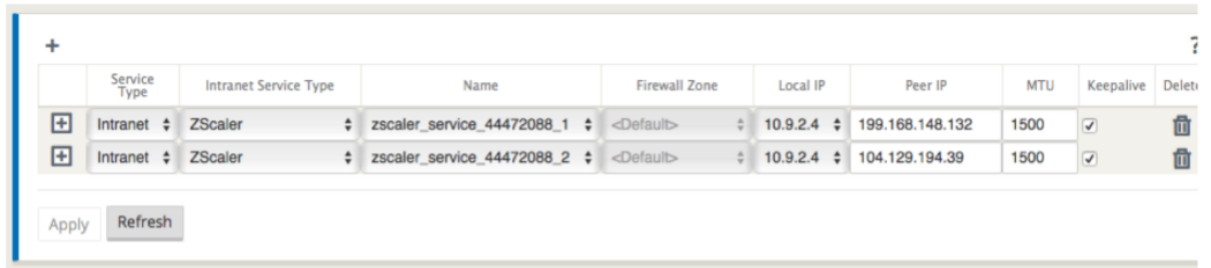 + ?
Service Type Intranet Service Type Name Firewall Zone Local IP Peer IP MTU Keepalive Delete
Intranet ZScaler zscaler_service_44472088_1 <Default> 10.9.2.4 199.168.148.132 1500
Intranet ZScaler zscaler_service_44472088_2 <Default> 10.9.2.4 104.129.194.39 1500
Apply Refresh